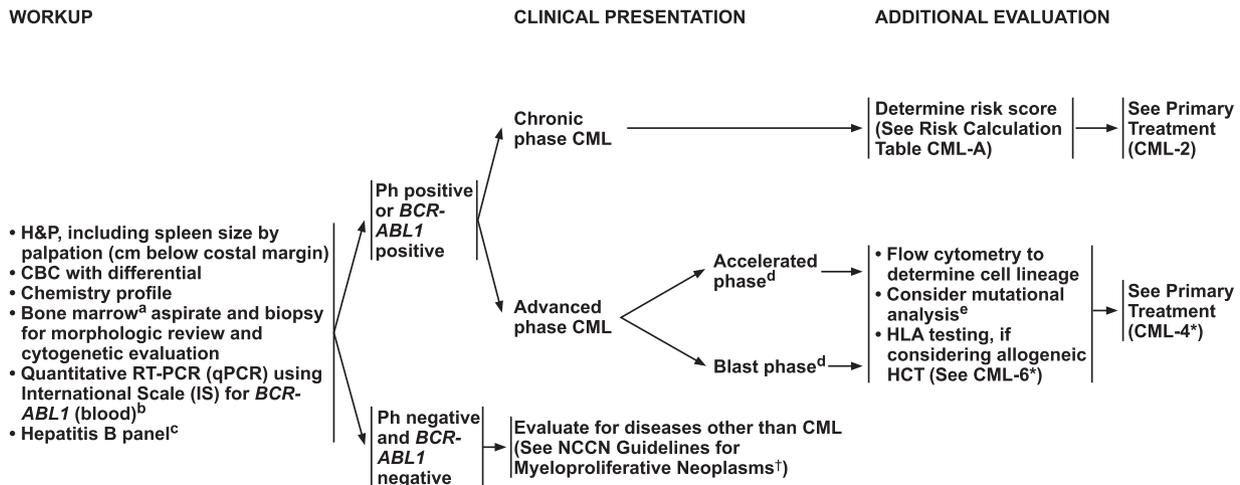 WORKUP
CLINICAL PRESENTATION
ADDITIONAL EVALUATION
• H&P, including spleen size by
palpation (cm below costal margin)
• CBC with differential
• Chemistry profile
• Bone marrowᵃ aspirate and biopsy
for morphologic review and
cytogenetic evaluation
• Quantitative RT-PCR (qPCR) using
International Scale (IS) for BCR-
ABL1 (blood)ᵇ
• Hepatitis B panelᶜ
Ph positive
or BCR-
ABL1
positive
Chronic
phase CML
Determine risk score
(See Risk Calculation
Table CML-A)
See Primary
Treatment
(CML-2)
Advanced
phase CML
Accelerated
phaseᵈ
Blast phaseᵈ
• Flow cytometry to
determine cell lineage
• Consider mutational
analysisᵉ
• HLA testing, if
considering allogeneic
HCT (See CML-6*)
See Primary
Treatment
(CML-4*)
Ph negative
and BCR-
ABL1
negative
Evaluate for diseases other than CML
(See NCCN Guidelines for
Myeloproliferative Neoplasms†)